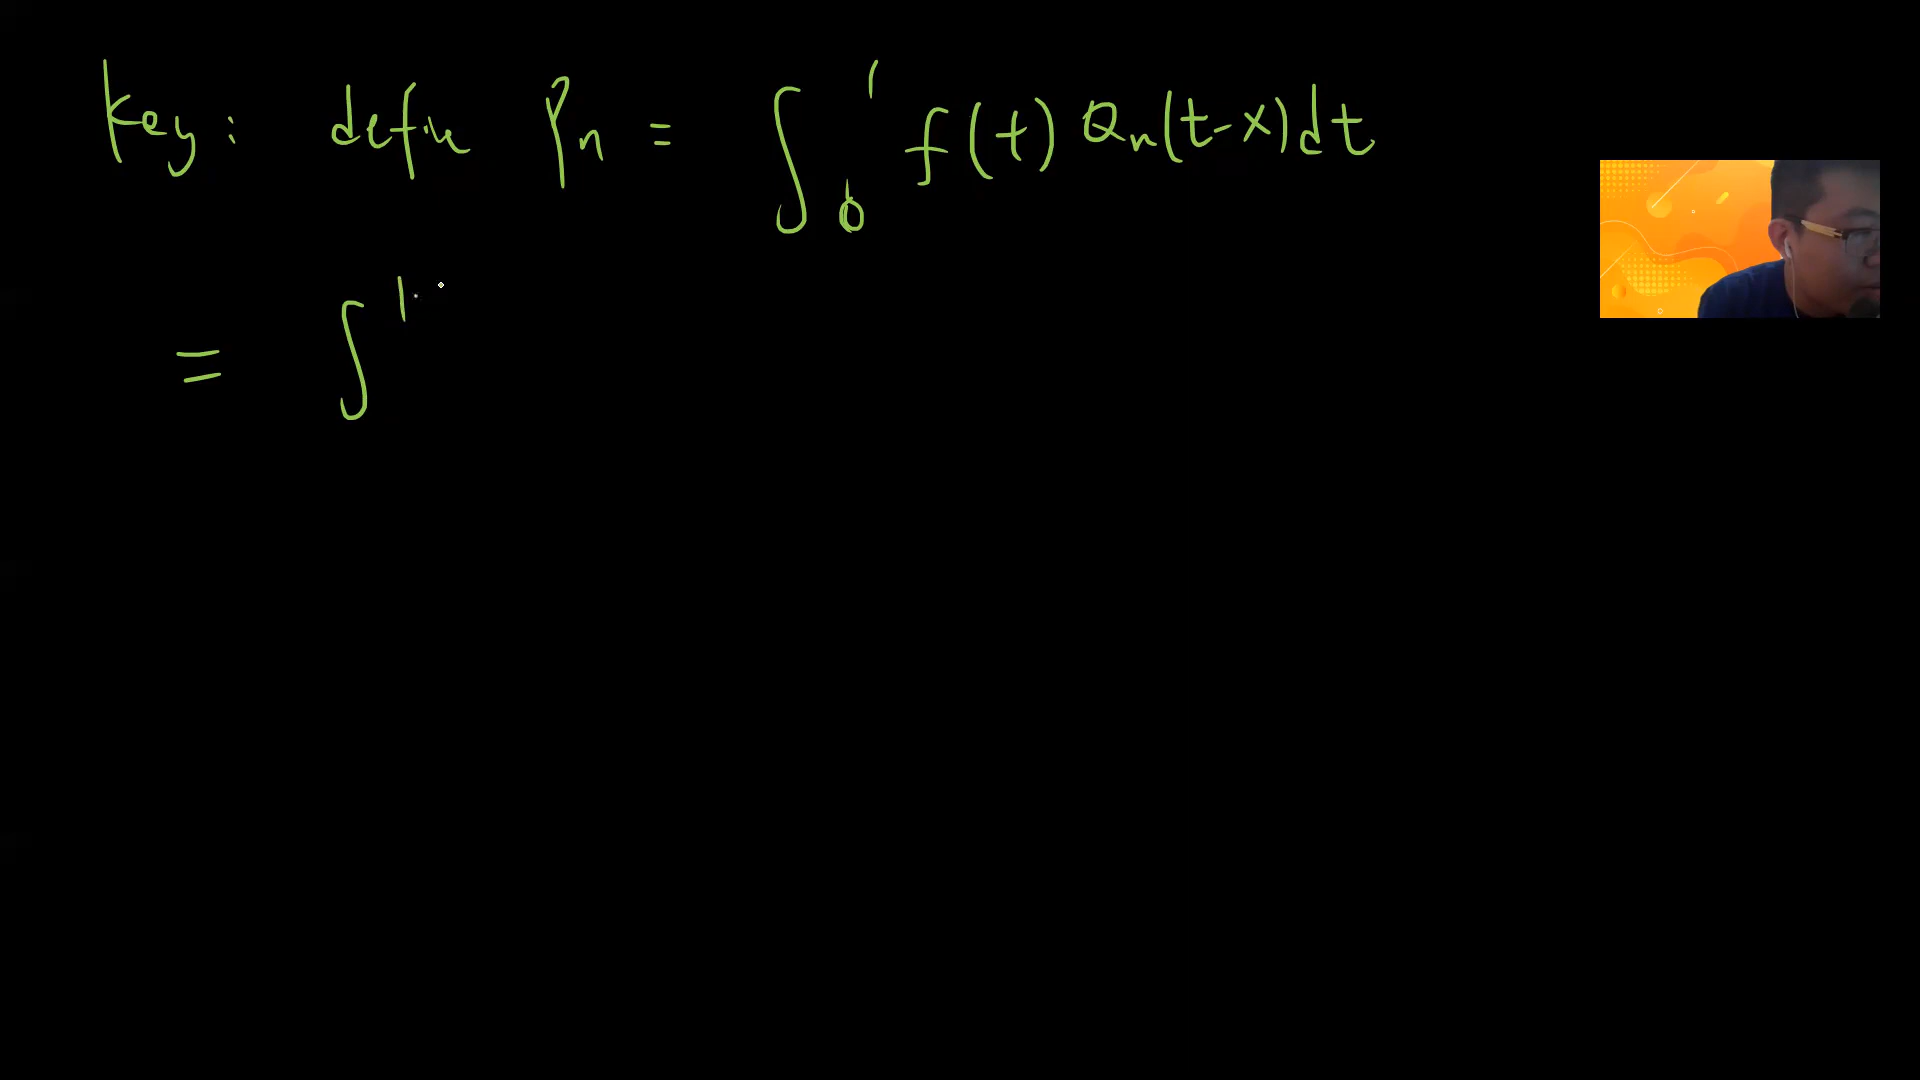 Key: define Pn = ∫₀¹ f(t) Qn(t-x)dt
= ∫¹